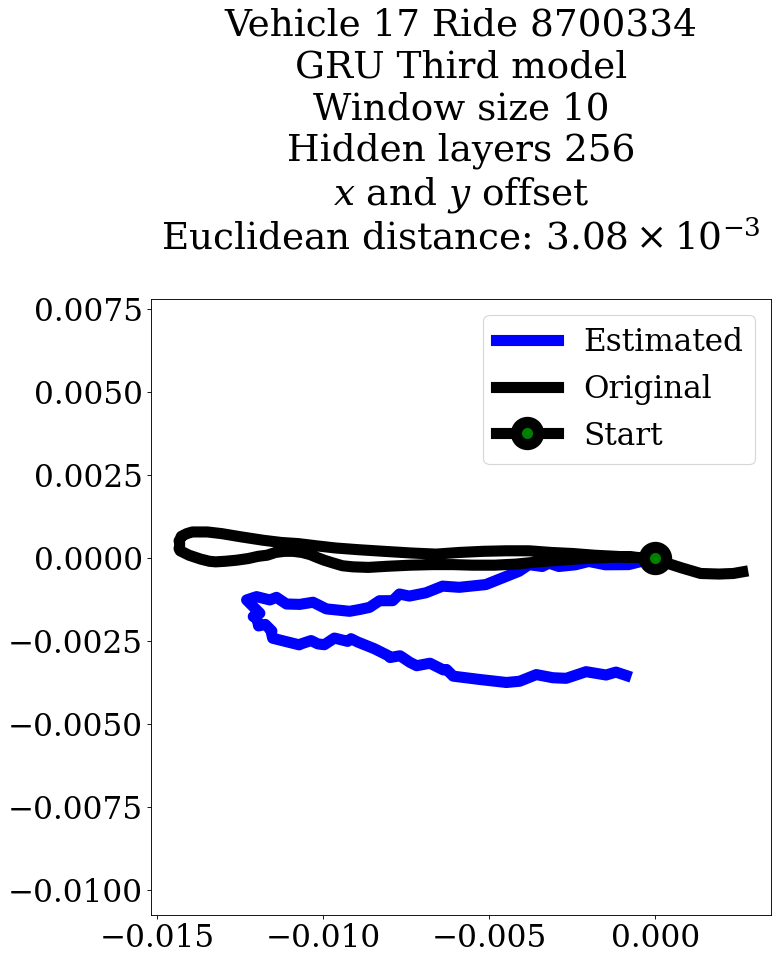 Vehicle 17 Ride 8700334
GRU Third model
Window size 10
Hidden layers 256
x and y offset
Euclidean distance: 3.08 × 10⁻³
0.0075
0.0050
0.0025
0.0000
−0.0025
−0.0050
−0.0075
−0.0100
Estimated
Original
Start
−0.015
−0.010
−0.005
0.000